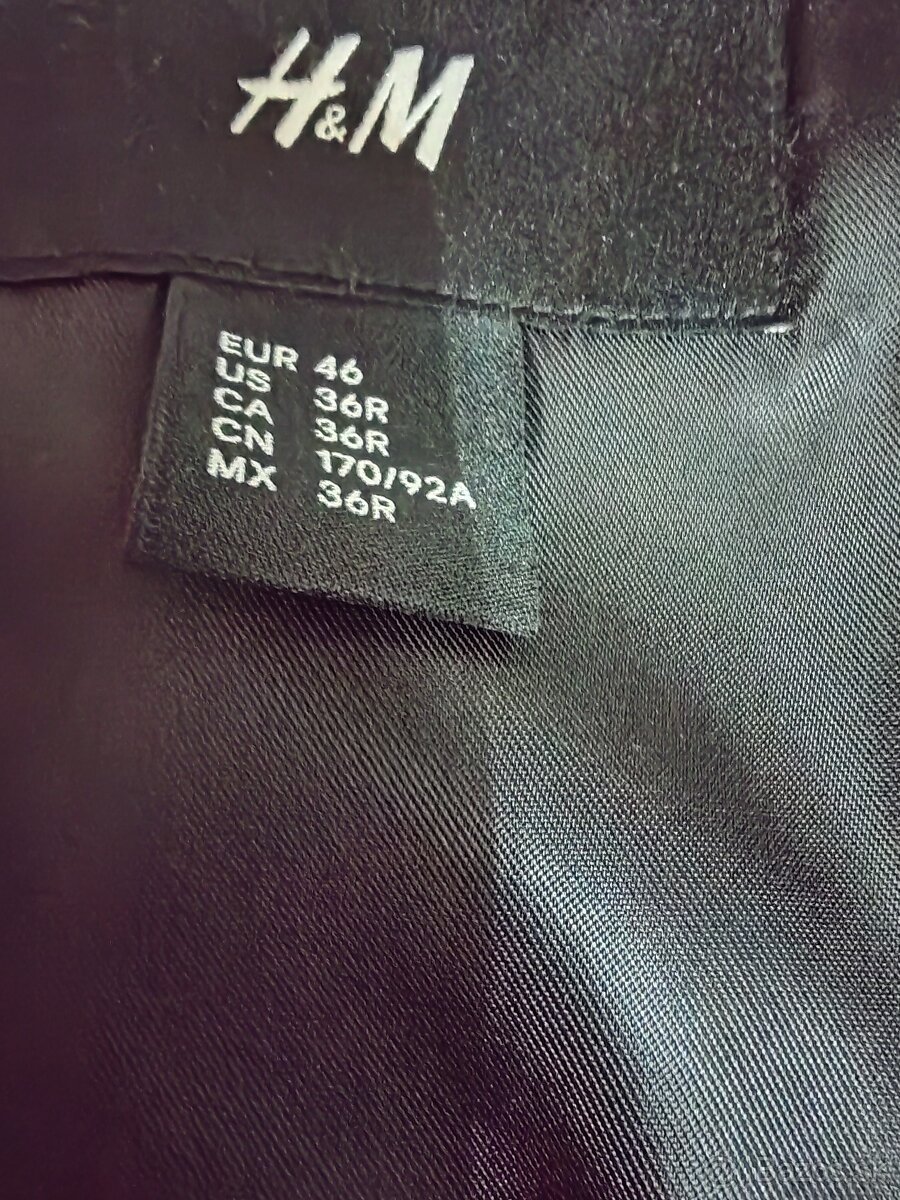 H&M
EUR 46
US 36R
CA 36R
CN 170/92A
MX 36R